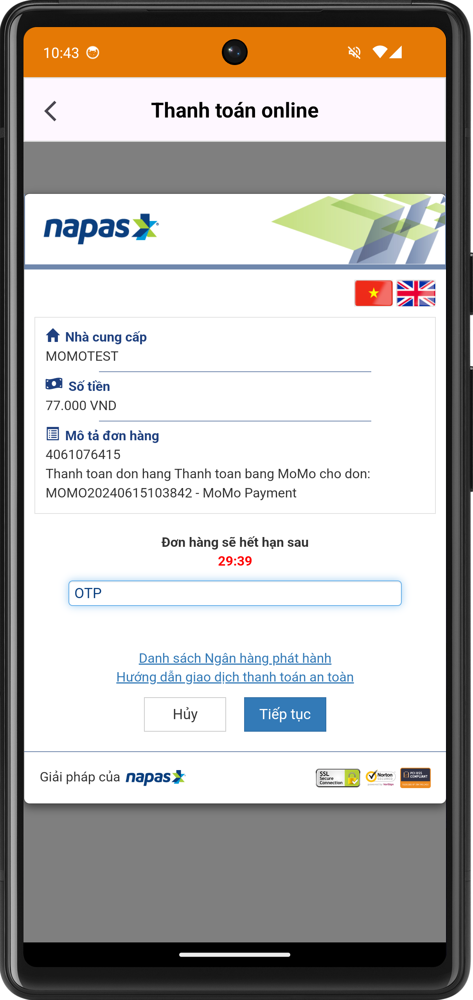 10:43
Thanh toán online
napas
Nhà cung cấp
MOMOTEST
Số tiền
77.000 VND
Mô tả đơn hàng
4061076415
Thanh toan don hang Thanh toan bang MoMo cho don:
MOMO20240615103842 - MoMo Payment
Đơn hàng sẽ hết hạn sau
29:39
OTP
Danh sách Ngân hàng phát hành
Hướng dẫn giao dịch thanh toán an toàn
Hủy
Tiếp tục
Giải pháp của napas
SSL
Secure
Connection
Norton
SECURED
powered by VeriSign
PCI DSS
COMPLIANT
ASSESSED BY CONTROLCASE